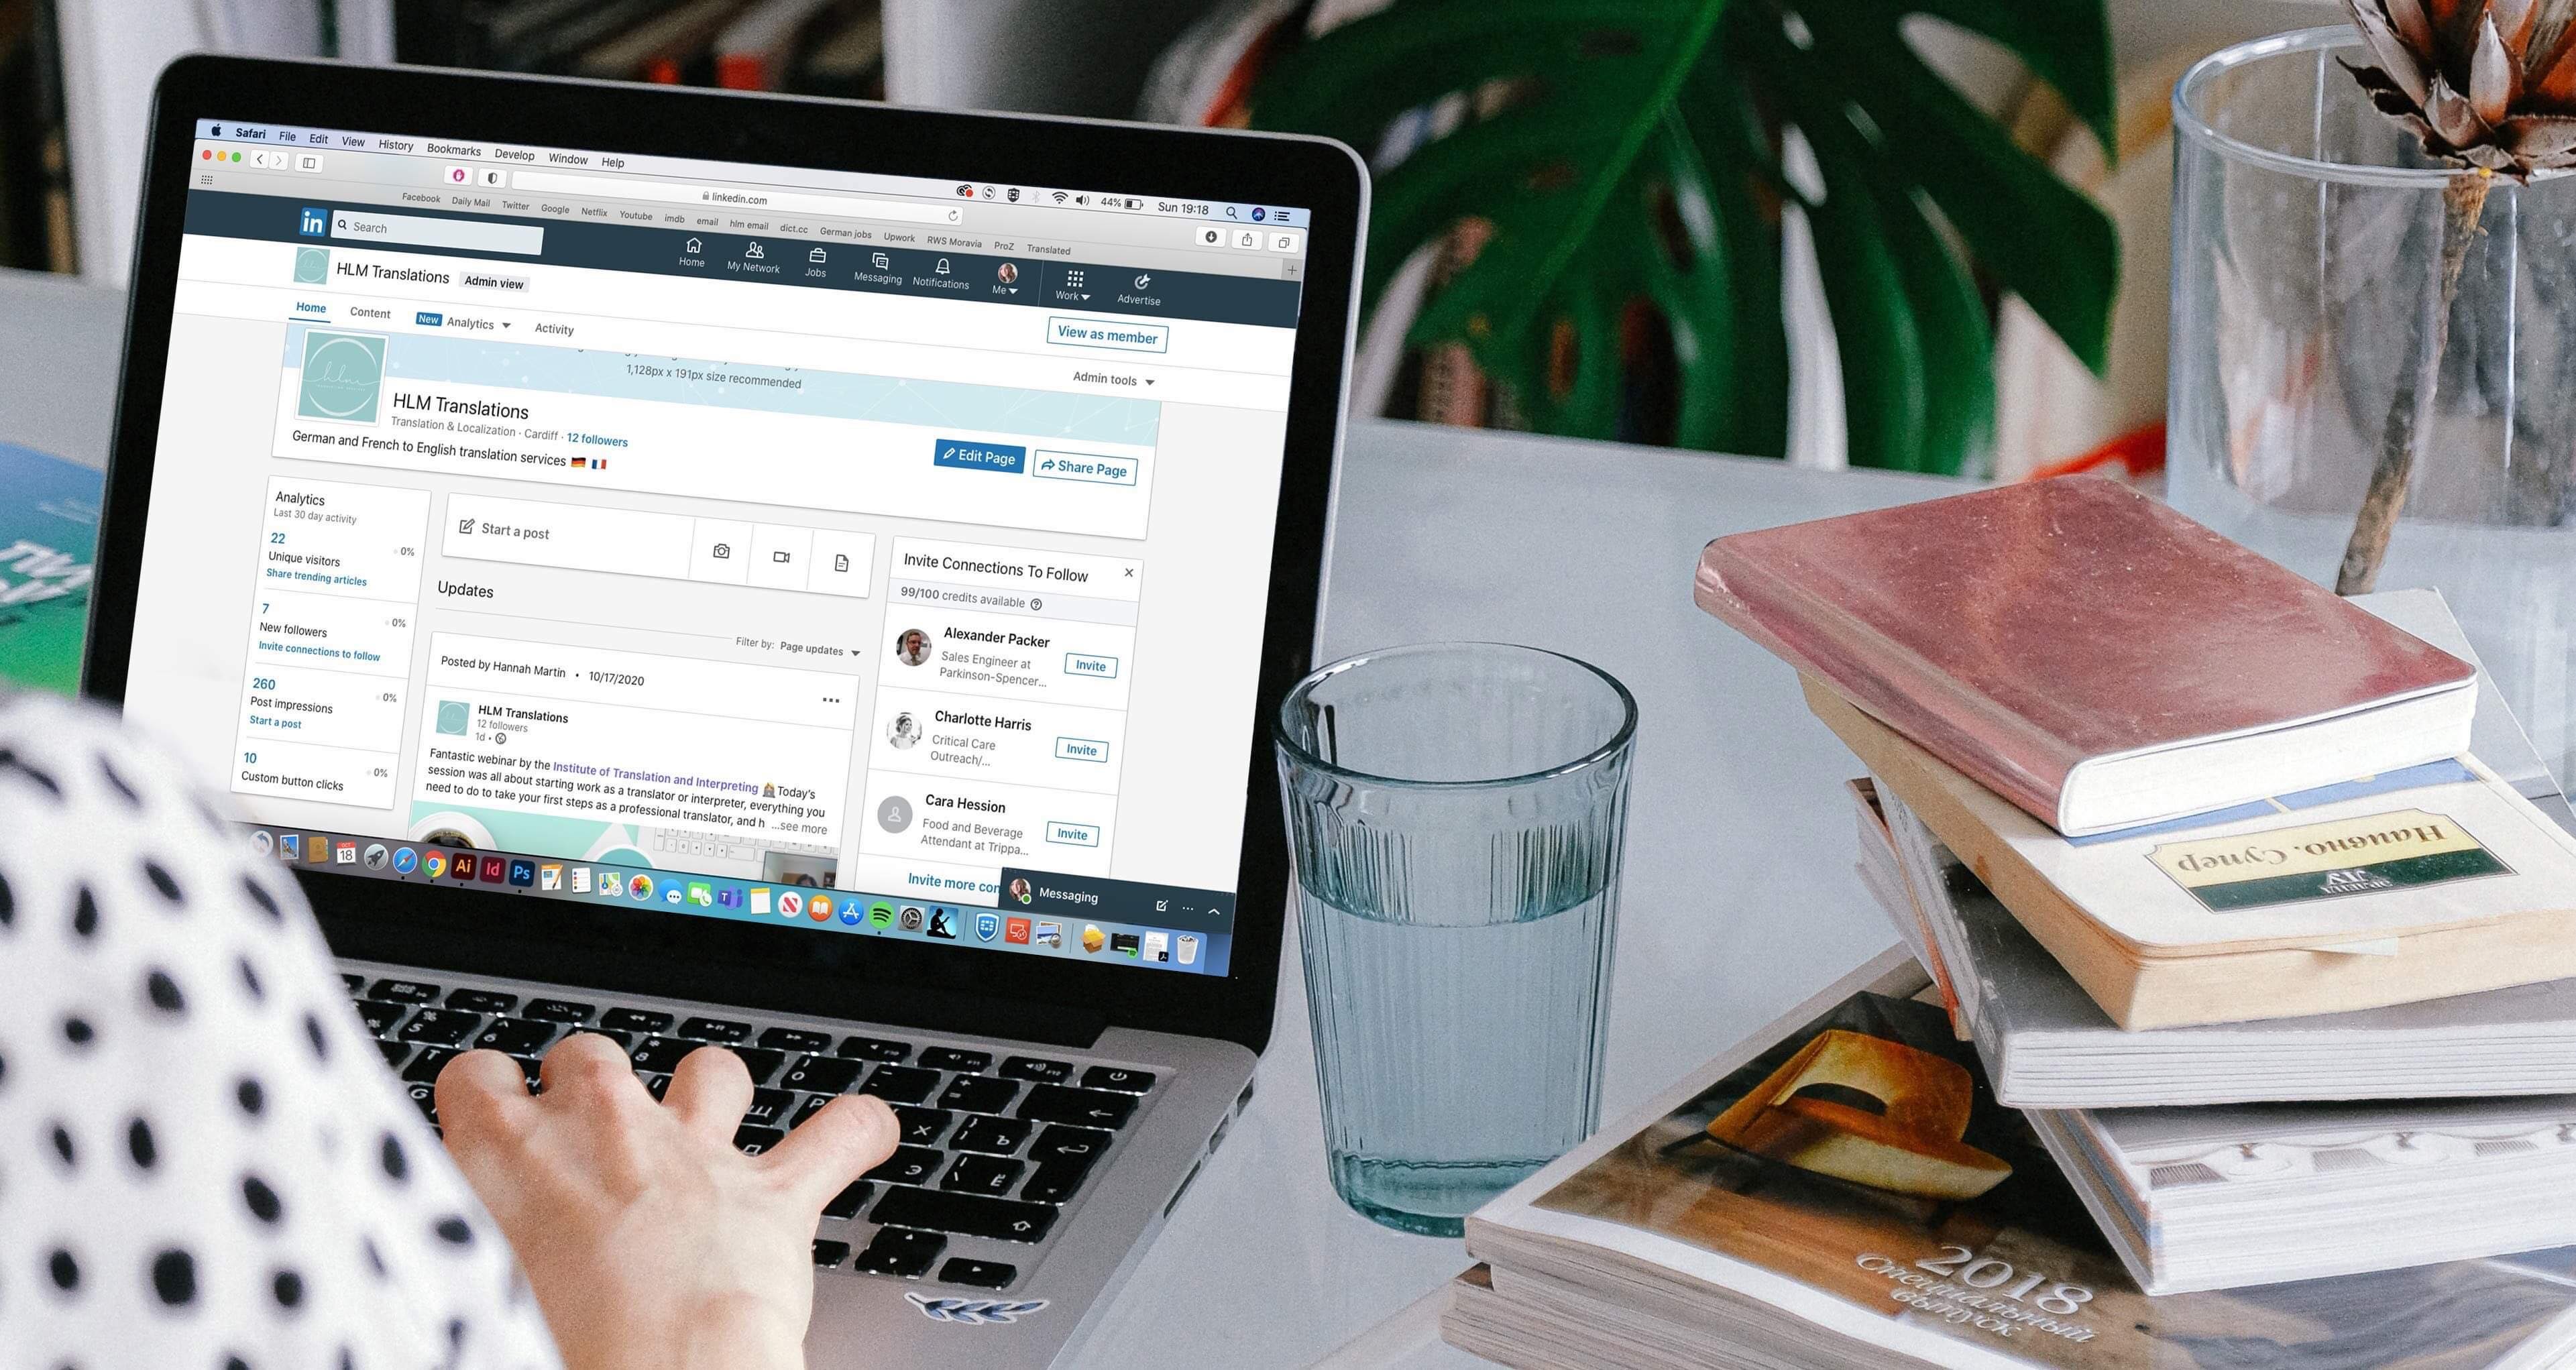 Safari File Edit View History Bookmarks Develop Window Help
44% Sun 19:18
linkedin.com
Facebook Daily Mail Twitter Google Netflix Youtube imdb email hlm email dict.cc German jobs Upwork RWS Moravia ProZ Translated
in Search
Home My Network Jobs Messaging Notifications Me Work Advertise
HLM Translations Admin view
View as member
Home Content New Analytics Activity
Admin tools
1,128px x 191px size recommended
hlm
HLM Translations
Translation & Localization · Cardiff · 12 followers
German and French to English translation services 🇩🇪 🇫🇷
Edit Page Share Page
Analytics
Last 30 day activity
22 0%
Unique visitors
Share trending articles
7 0%
New followers
Invite connections to follow
260 0%
Post impressions
Start a post
10 0%
Custom button clicks
Start a post
Updates
Filter by: Page updates
Posted by Hannah Martin • 10/17/2020
HLM Translations
12 followers
1d •
Fantastic webinar by the Institute of Translation and Interpreting Today's
session was all about starting work as a translator or interpreter, everything you
need to do to take your first steps as a professional translator, and h ...see more
Invite Connections To Follow
99/100 credits available
Alexander Packer
Sales Engineer at
Parkinson-Spencer...
Invite
Charlotte Harris
Critical Care
Outreach/...
Invite
Cara Hession
Food and Beverage
Attendant at Trippa...
Invite
Invite more con
Messaging
OCT
18
Ai Id Ps
2018
Специальный
выпуск